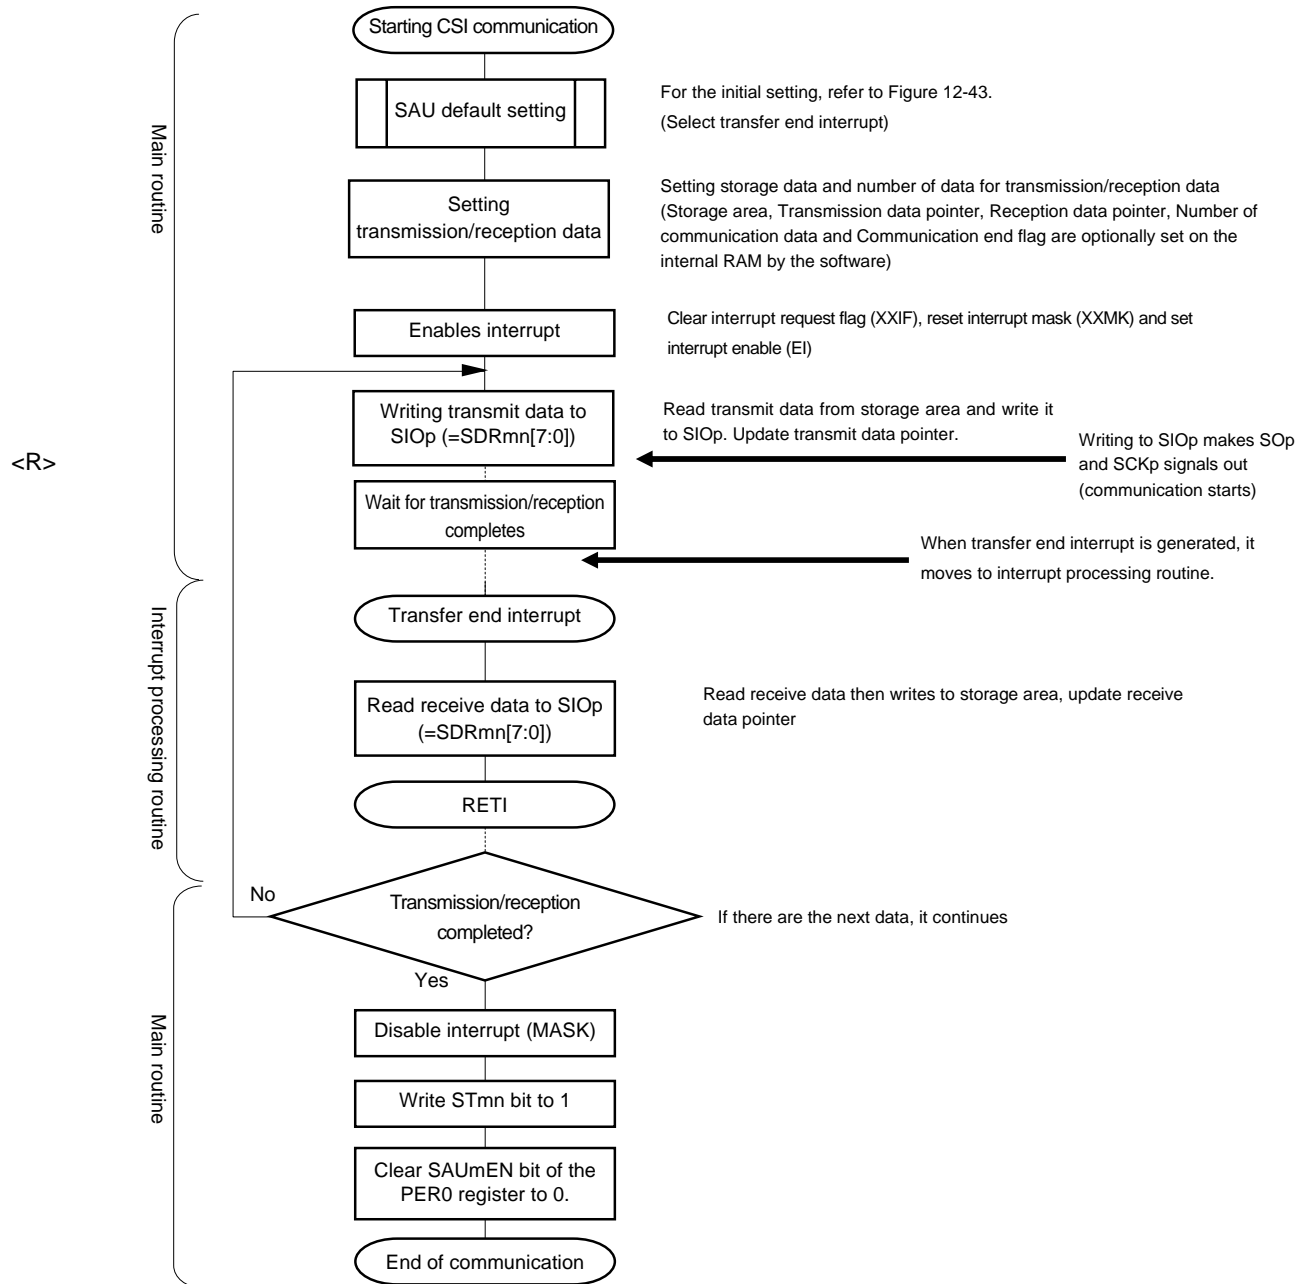 Starting CSI communication
SAU default setting
For the initial setting, refer to Figure 12-43.
(Select transfer end interrupt)
Main routine
Setting
transmission/reception data
Setting storage data and number of data for transmission/reception data
(Storage area, Transmission data pointer, Reception data pointer, Number of
communication data and Communication end flag are optionally set on the
internal RAM by the software)
Enables interrupt
Clear interrupt request flag (XXIF), reset interrupt mask (XXMK) and set
interrupt enable (EI)
Writing transmit data to
SIOp (=SDRmn[7:0])
Read transmit data from storage area and write it
to SIOp. Update transmit data pointer.
Writing to SIOp makes SOp
and SCKp signals out
(communication starts)
<R>
Wait for transmission/reception
completes
When transfer end interrupt is generated, it
moves to interrupt processing routine.
Transfer end interrupt
Interrupt processing routine
Read receive data to SIOp
(=SDRmn[7:0])
Read receive data then writes to storage area, update receive
data pointer
RETI
No
Transmission/reception
completed?
If there are the next data, it continues
Yes
Main routine
Disable interrupt (MASK)
Write STmn bit to 1
Clear SAUmEN bit of the
PER0 register to 0.
End of communication